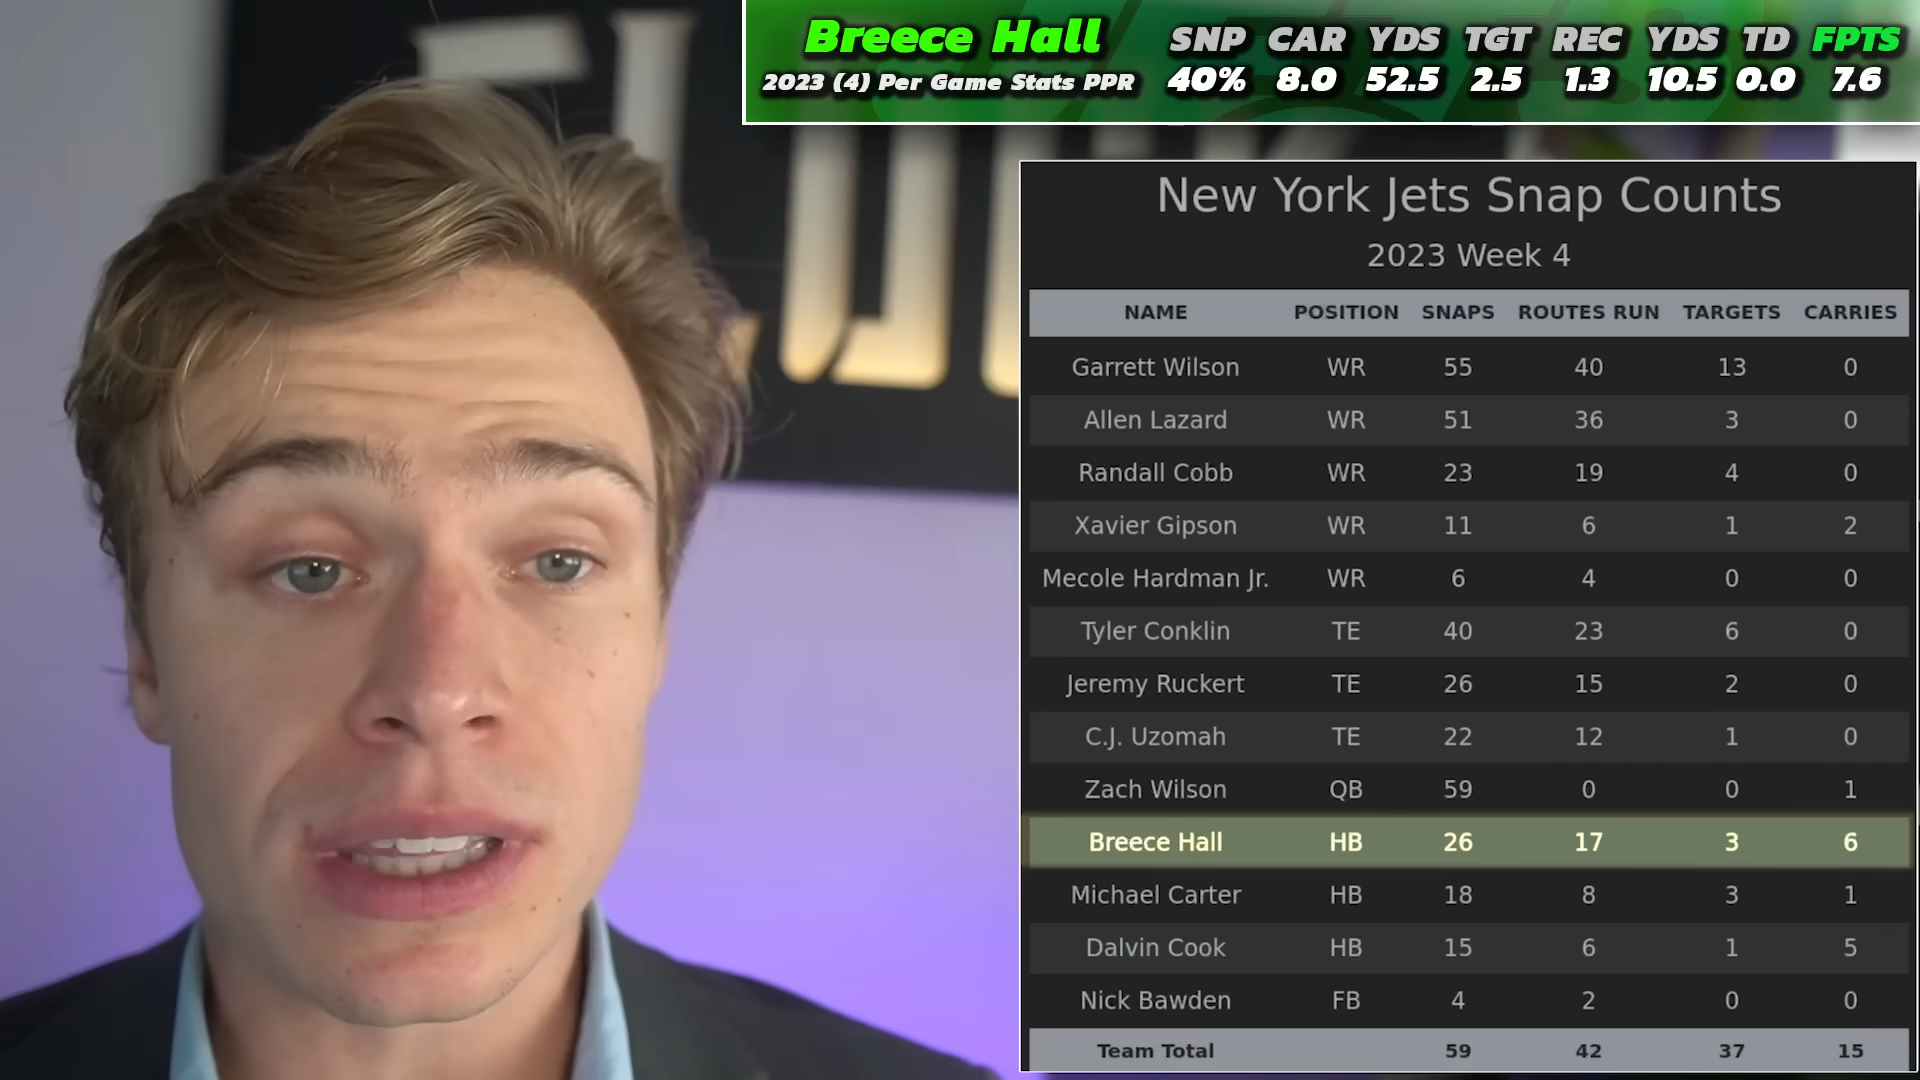 Breece Hall
2023 (4) Per Game Stats PPR
SNP CAR YDS TGT REC YDS TD FPTS
40% 8.0 52.5 2.5 1.3 10.5 0.0 7.6
New York Jets Snap Counts
2023 Week 4
NAME POSITION SNAPS ROUTES RUN TARGETS CARRIES
Garrett Wilson WR 55 40 13 0
Allen Lazard WR 51 36 3 0
Randall Cobb WR 23 19 4 0
Xavier Gipson WR 11 6 1 2
Mecole Hardman Jr. WR 6 4 0 0
Tyler Conklin TE 40 23 6 0
Jeremy Ruckert TE 26 15 2 0
C.J. Uzomah TE 22 12 1 0
Zach Wilson QB 59 0 0 1
Breece Hall HB 26 17 3 6
Michael Carter HB 18 8 3 1
Dalvin Cook HB 15 6 1 5
Nick Bawden FB 4 2 0 0
Team Total 59 42 37 15